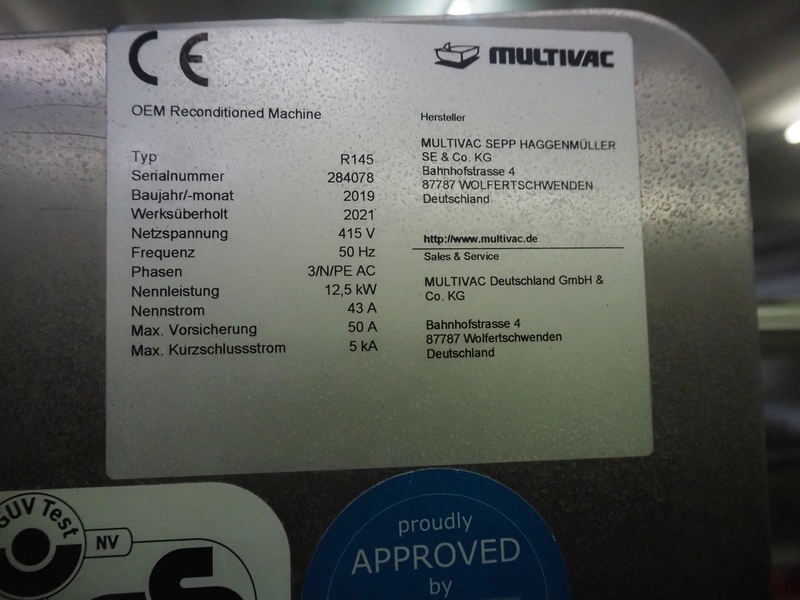 CE
MULTIVAC
OEM Reconditioned Machine
Typ R145
Serialnummer 284078
Baujahr/-monat 2019
Werksüberholt 2021
Netzspannung 415 V
Frequenz 50 Hz
Phasen 3/N/PE AC
Nennleistung 12,5 kW
Nennstrom 43 A
Max. Vorsicherung 50 A
Max. Kurzschlussstrom 5 kA
Hersteller
MULTIVAC SEPP HAGGENMÜLLER
SE & Co. KG
Bahnhofstrasse 4
87787 WOLFERTSCHWENDEN
Deutschland
http://www.multivac.de
Sales & Service
MULTIVAC Deutschland GmbH &
Co. KG
Bahnhofstrasse 4
87787 Wolfertschwenden
Deutschland
GUV Test
NV
S
proudly
APPROVED
by